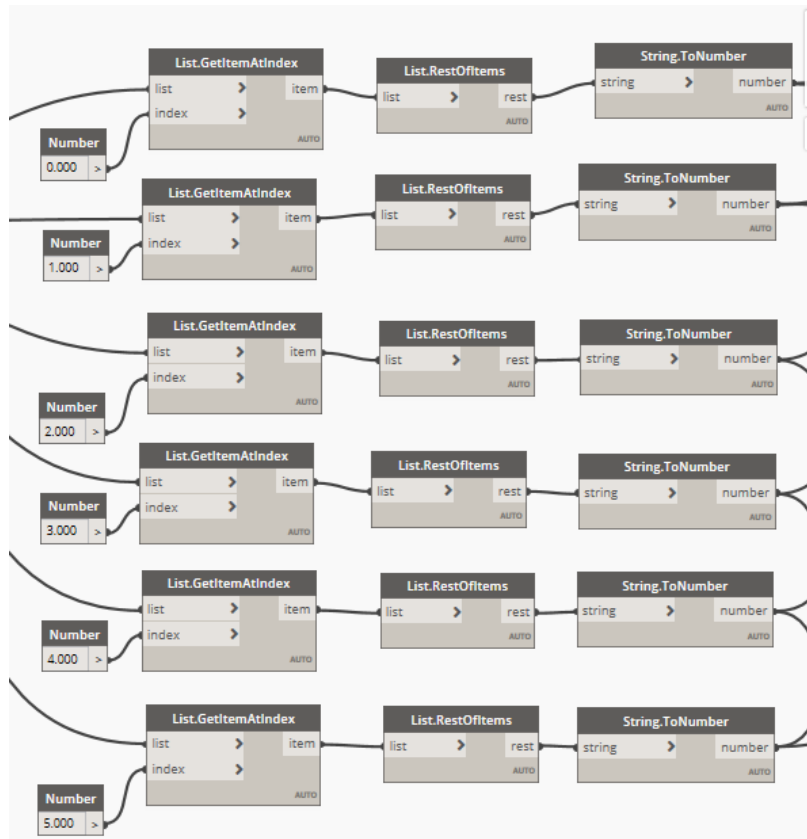 List.GetItemAtIndex
list > item
index >
AUTO
List.RestOfItems
list > rest
AUTO
String.ToNumber
string > number
AUTO
Number
0.000 >
List.GetItemAtIndex
list > item
index >
AUTO
List.RestOfItems
list > rest
AUTO
String.ToNumber
string > number
AUTO
Number
1.000 >
List.GetItemAtIndex
list > item
index >
AUTO
List.RestOfItems
list > rest
AUTO
String.ToNumber
string > number
AUTO
Number
2.000 >
List.GetItemAtIndex
list > item
index >
AUTO
List.RestOfItems
list > rest
AUTO
String.ToNumber
string > number
AUTO
Number
3.000 >
List.GetItemAtIndex
list > item
index >
AUTO
List.RestOfItems
list > rest
AUTO
String.ToNumber
string > number
AUTO
Number
4.000 >
List.GetItemAtIndex
list > item
index >
AUTO
List.RestOfItems
list > rest
AUTO
String.ToNumber
string > number
AUTO
Number
5.000 >